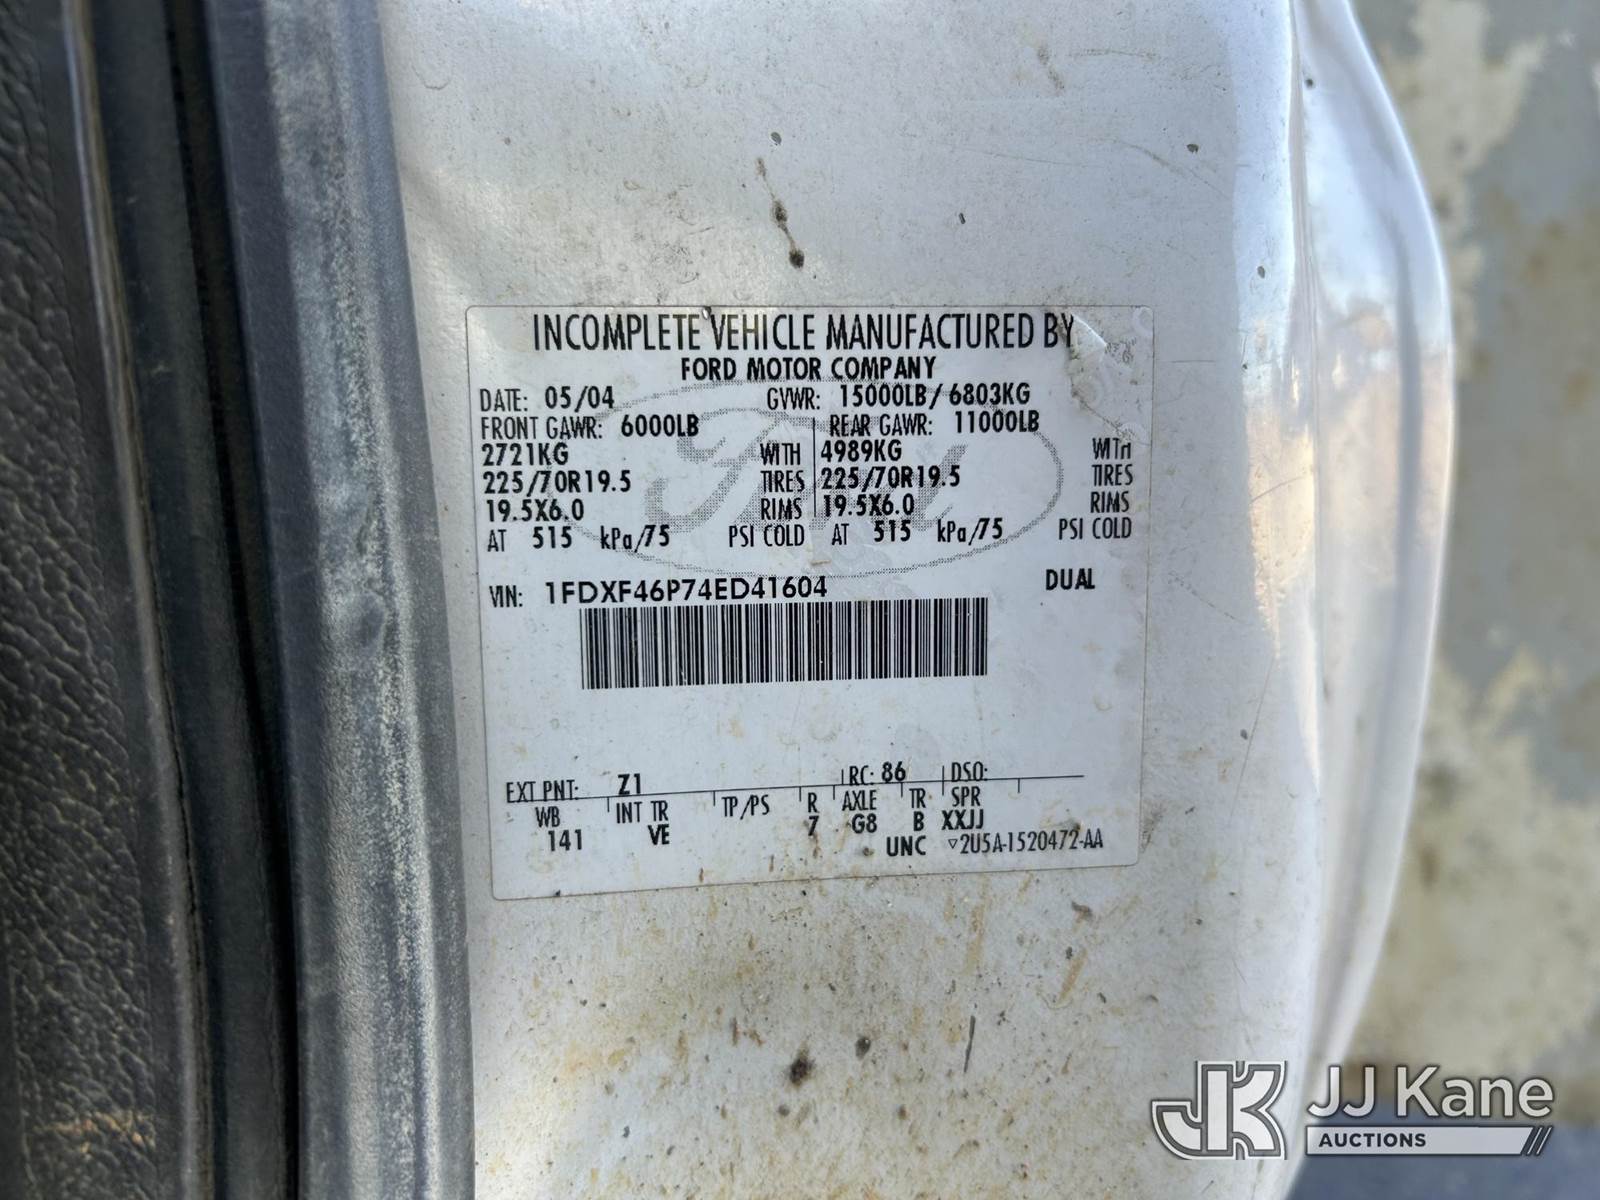 INCOMPLETE VEHICLE MANUFACTURED BY
FORD MOTOR COMPANY
DATE: 05/04 GVWR: 15000LB/ 6803KG
FRONT GAWR: 6000LB REAR GAWR: 11000LB
2721KG WITH 4989KG WITH
225/70R19.5 TIRES 225/70R19.5 TIRES
19.5X6.0 RIMS 19.5X6.0 RIMS
AT 515 kPa/75 PSI COLD AT 515 kPa/75 PSI COLD
VIN: 1FDXF46P74ED41604 DUAL
EXT PNT: Z1 RC: 86 DSO:
WB INT TR TP/PS R AXLE TR SPR
141 VE 7 G8 B XXJJ
UNC 2U5A-1520472-AA
JK JJ Kane
AUCTIONS